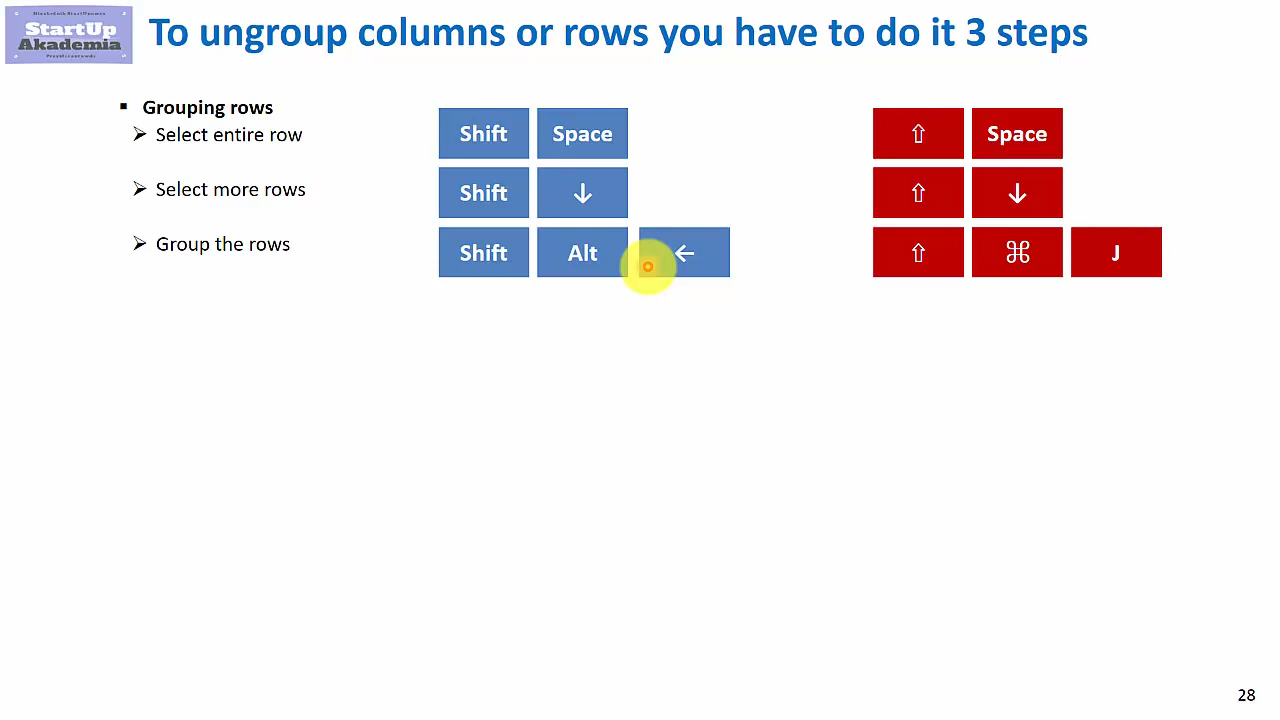 StartUp
Akademia
To ungroup columns or rows you have to do it 3 steps
▪ Grouping rows
➢ Select entire row
Shift Space
⇧ Space
➢ Select more rows
Shift ↓
⇧ ↓
➢ Group the rows
Shift Alt ←
⇧ ⌘ J
28